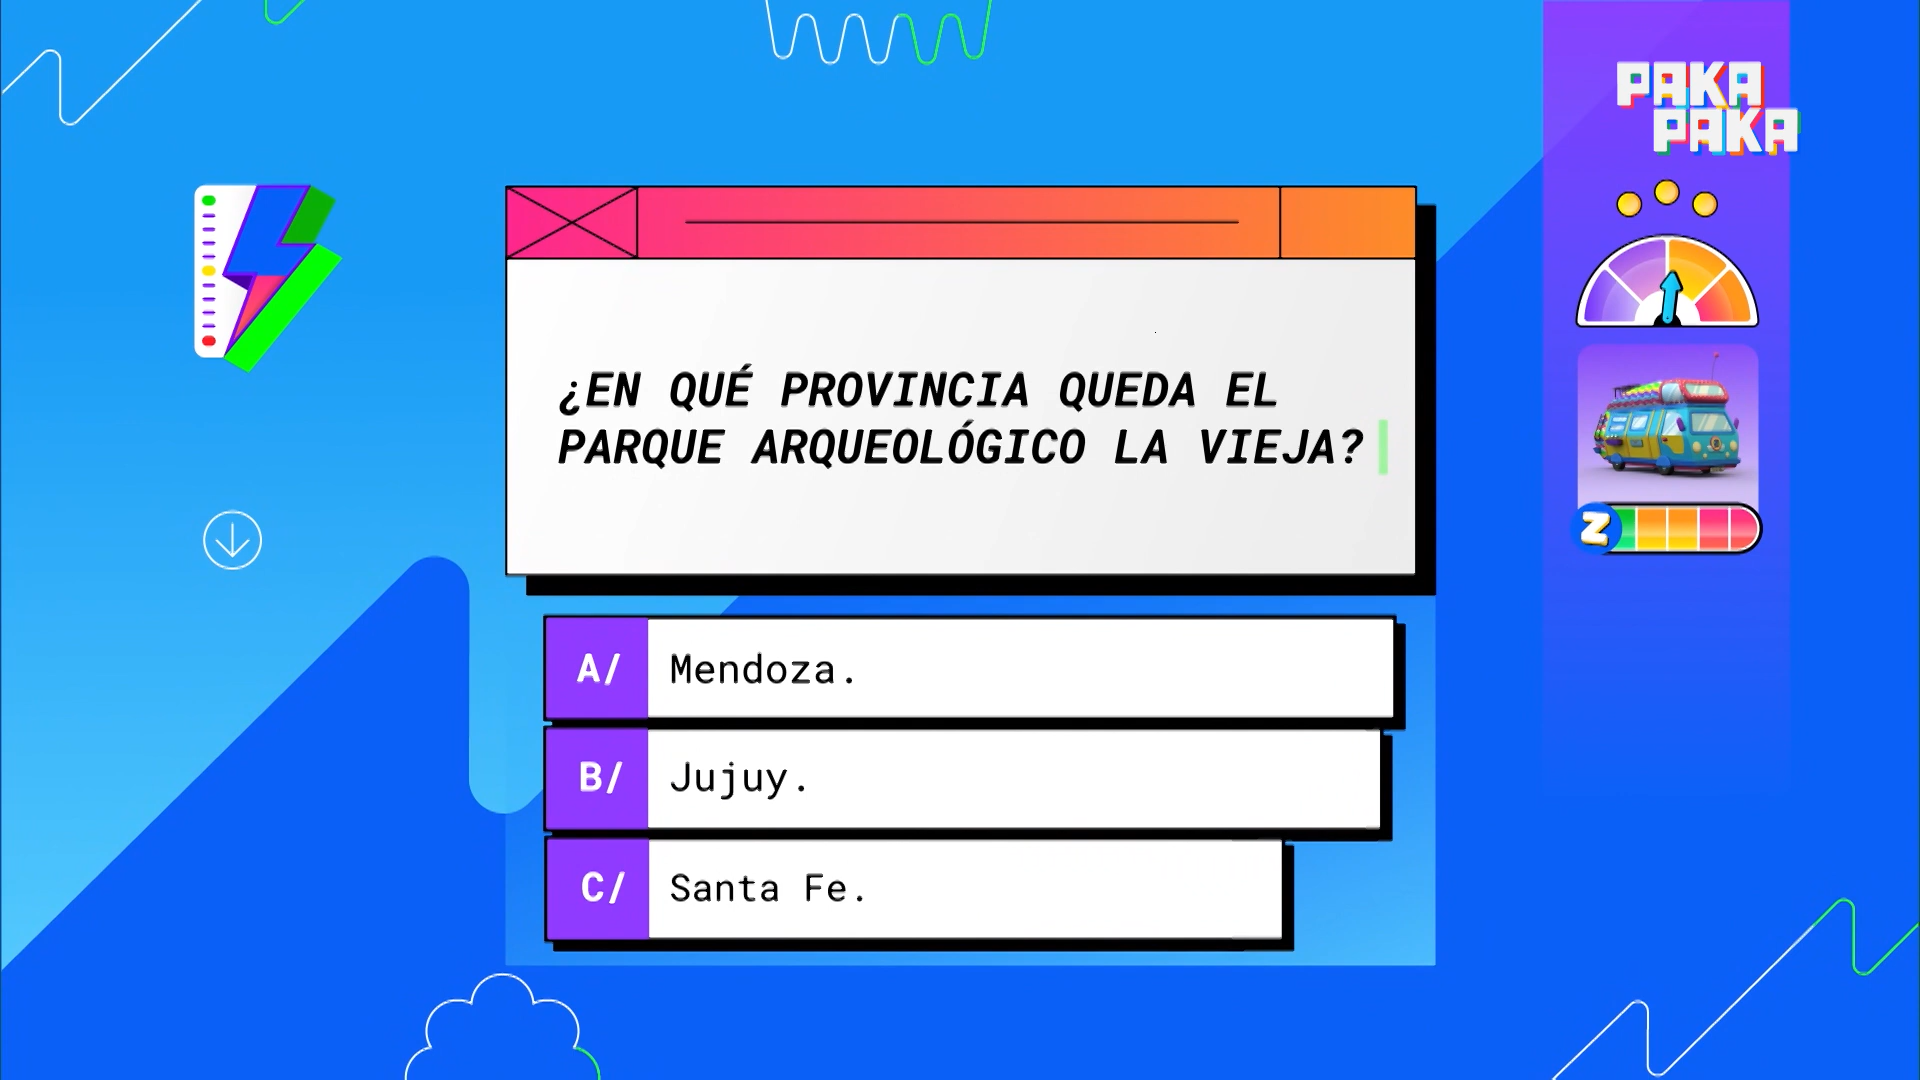 PAKA
PAKA
¿EN QUÉ PROVINCIA QUEDA EL
PARQUE ARQUEOLÓGICO LA VIEJA?
Z
A/ Mendoza.
B/ Jujuy.
C/ Santa Fe.